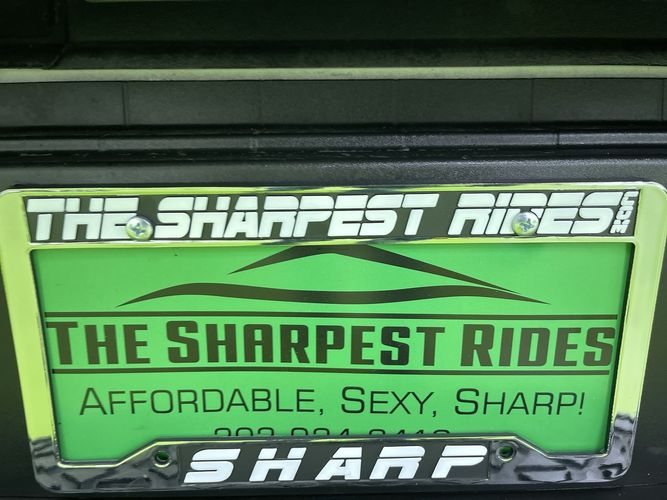 THE SHARPEST RIDES.COM
THE SHARPEST RIDES
AFFORDABLE, SEXY, SHARP!
SHARP